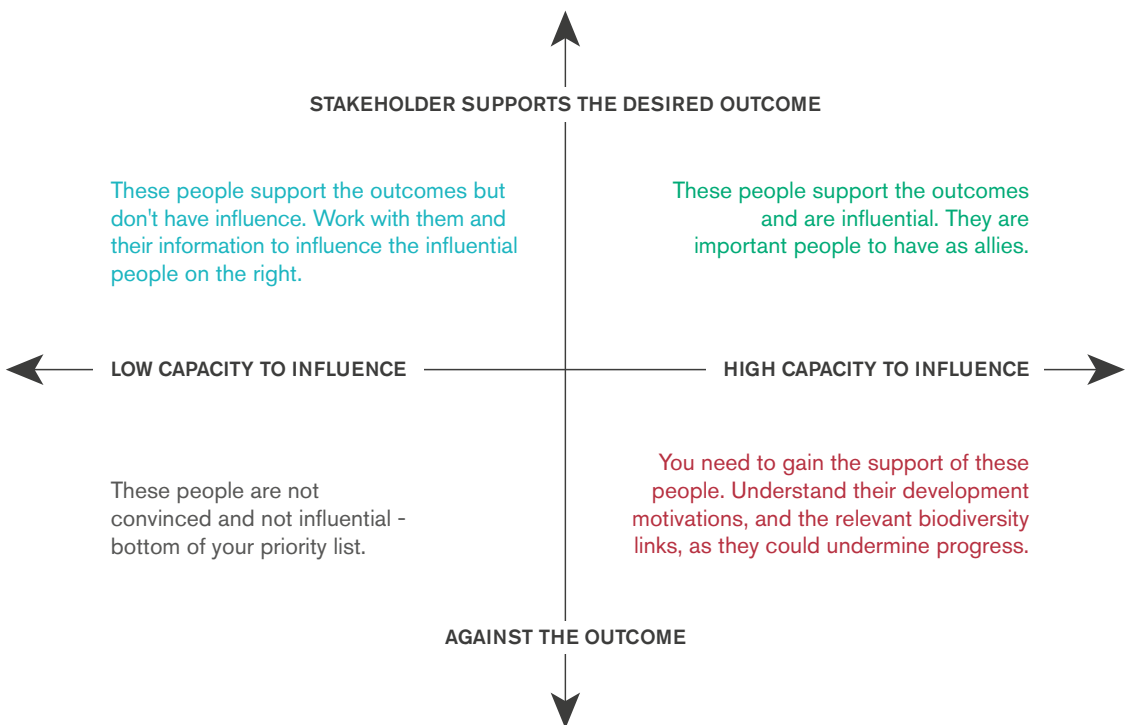 STAKEHOLDER SUPPORTS THE DESIRED OUTCOME
These people support the outcomes but
don't have influence. Work with them and
their information to influence the influential
people on the right.
These people support the outcomes
and are influential. They are
important people to have as allies.
LOW CAPACITY TO INFLUENCE
HIGH CAPACITY TO INFLUENCE
These people are not
convinced and not influential -
bottom of your priority list.
You need to gain the support of these
people. Understand their development
motivations, and the relevant biodiversity
links, as they could undermine progress.
AGAINST THE OUTCOME